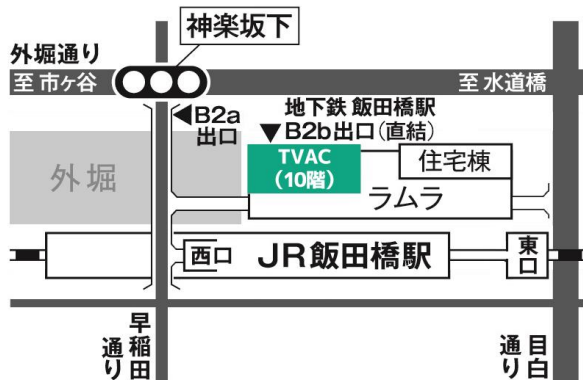 神楽坂下
外堀通り
至 市ヶ谷
至 水道橋
◀B2a
出口
地下鉄 飯田橋駅
▼B2b出口(直結)
TVAC
(10階)
住宅棟
外堀
ラムラ
西口
JR飯田橋駅
東口
早稲田通り
目白通り